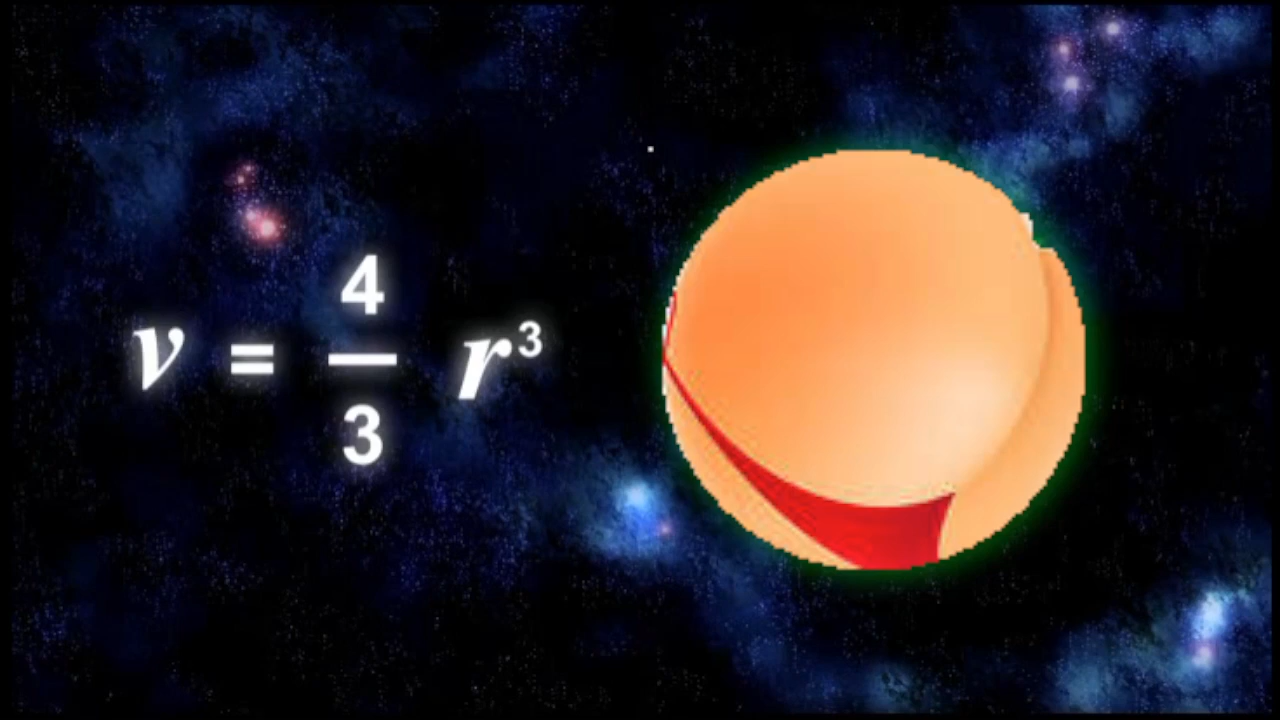 v = 4/3 r³